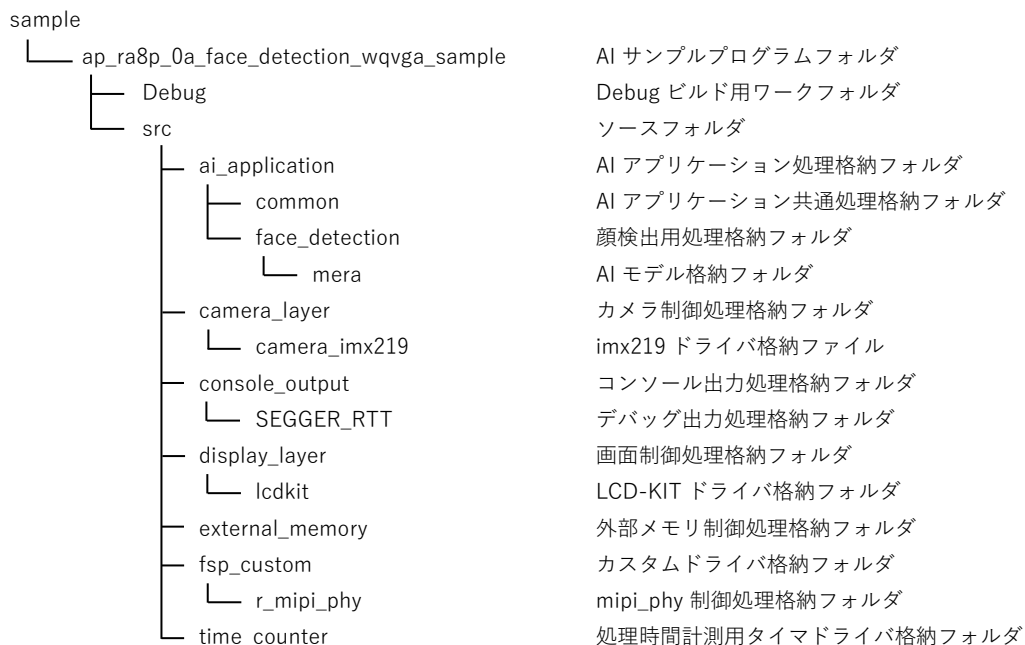 sample
ap_ra8p_0a_face_detection_wqvga_sample AI サンプルプログラムフォルダ
Debug Debug ビルド用ワークフォルダ
src ソースフォルダ
ai_application AI アプリケーション処理格納フォルダ
common AI アプリケーション共通処理格納フォルダ
face_detection 顔検出用処理格納フォルダ
mera AI モデル格納フォルダ
camera_layer カメラ制御処理格納フォルダ
camera_imx219 imx219 ドライバ格納ファイル
console_output コンソール出力処理格納フォルダ
SEGGER_RTT デバッグ出力処理格納フォルダ
display_layer 画面制御処理格納フォルダ
lcdkit LCD-KIT ドライバ格納フォルダ
external_memory 外部メモリ制御処理格納フォルダ
fsp_custom カスタムドライバ格納フォルダ
r_mipi_phy mipi_phy 制御処理格納フォルダ
time_counter 処理時間計測用タイマドライバ格納フォルダ